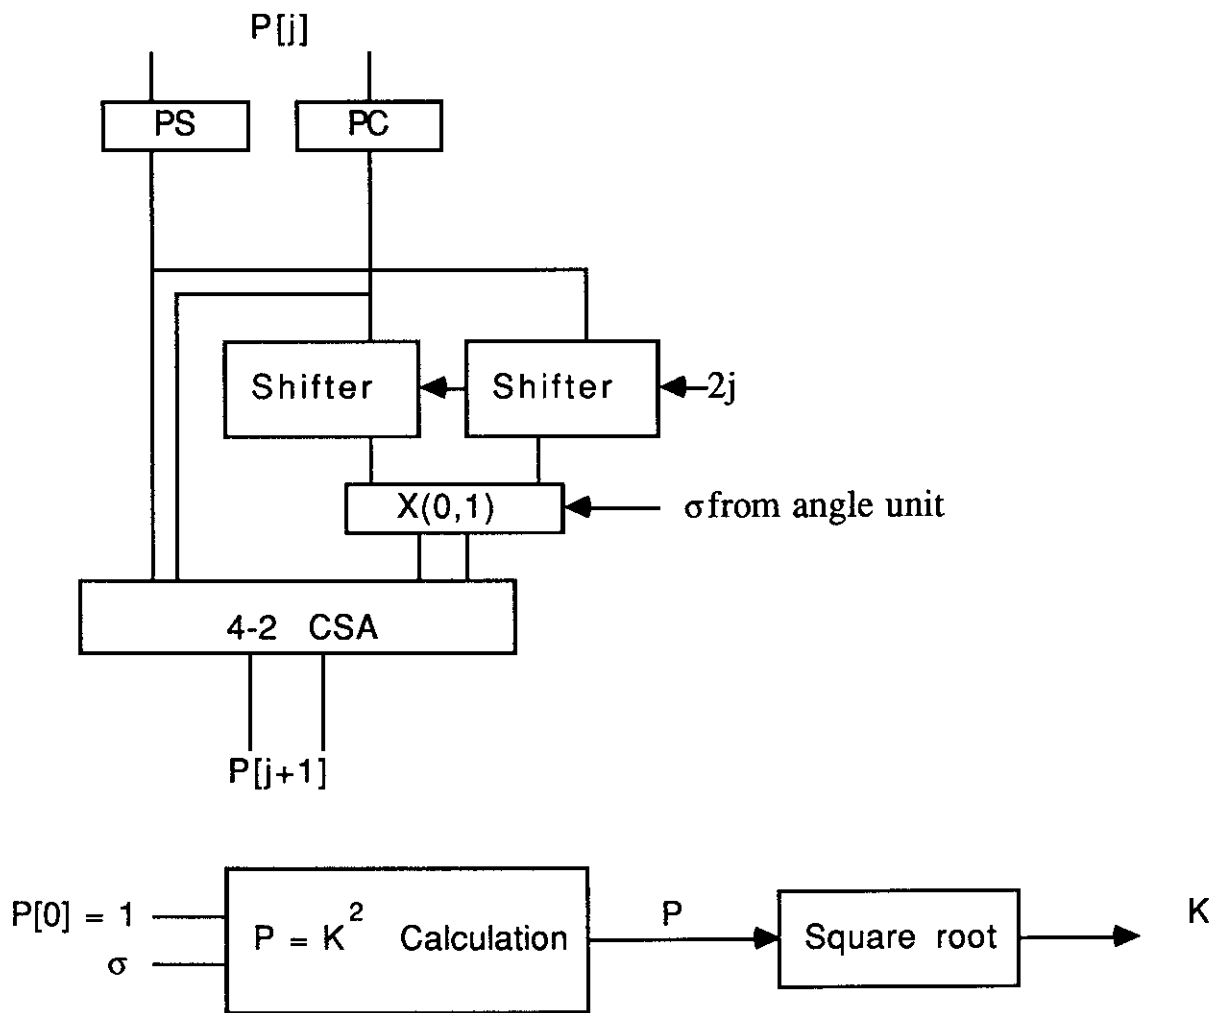 P[j]
PS
PC
Shifter
Shifter
2j
X(0,1)
σ from angle unit
4-2 CSA
P[j+1]
P[0] = 1
σ
P = K² Calculation
P
Square root
K